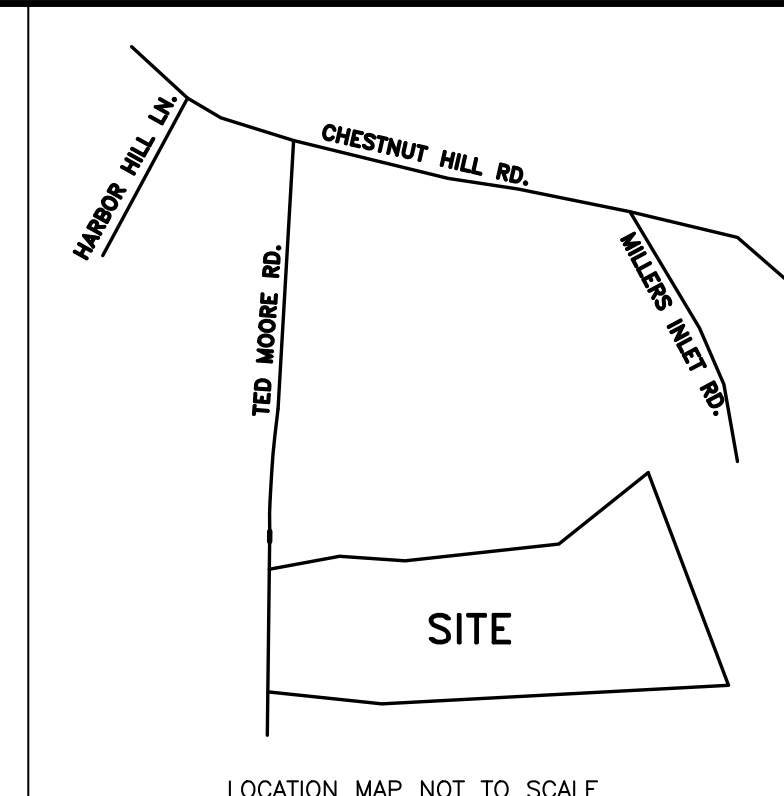 HARBOR HILL LN.
CHESTNUT HILL RD.
TED MOORE RD.
MILLERS INLET RD.
SITE
LOCATION MAP NOT TO SCALE